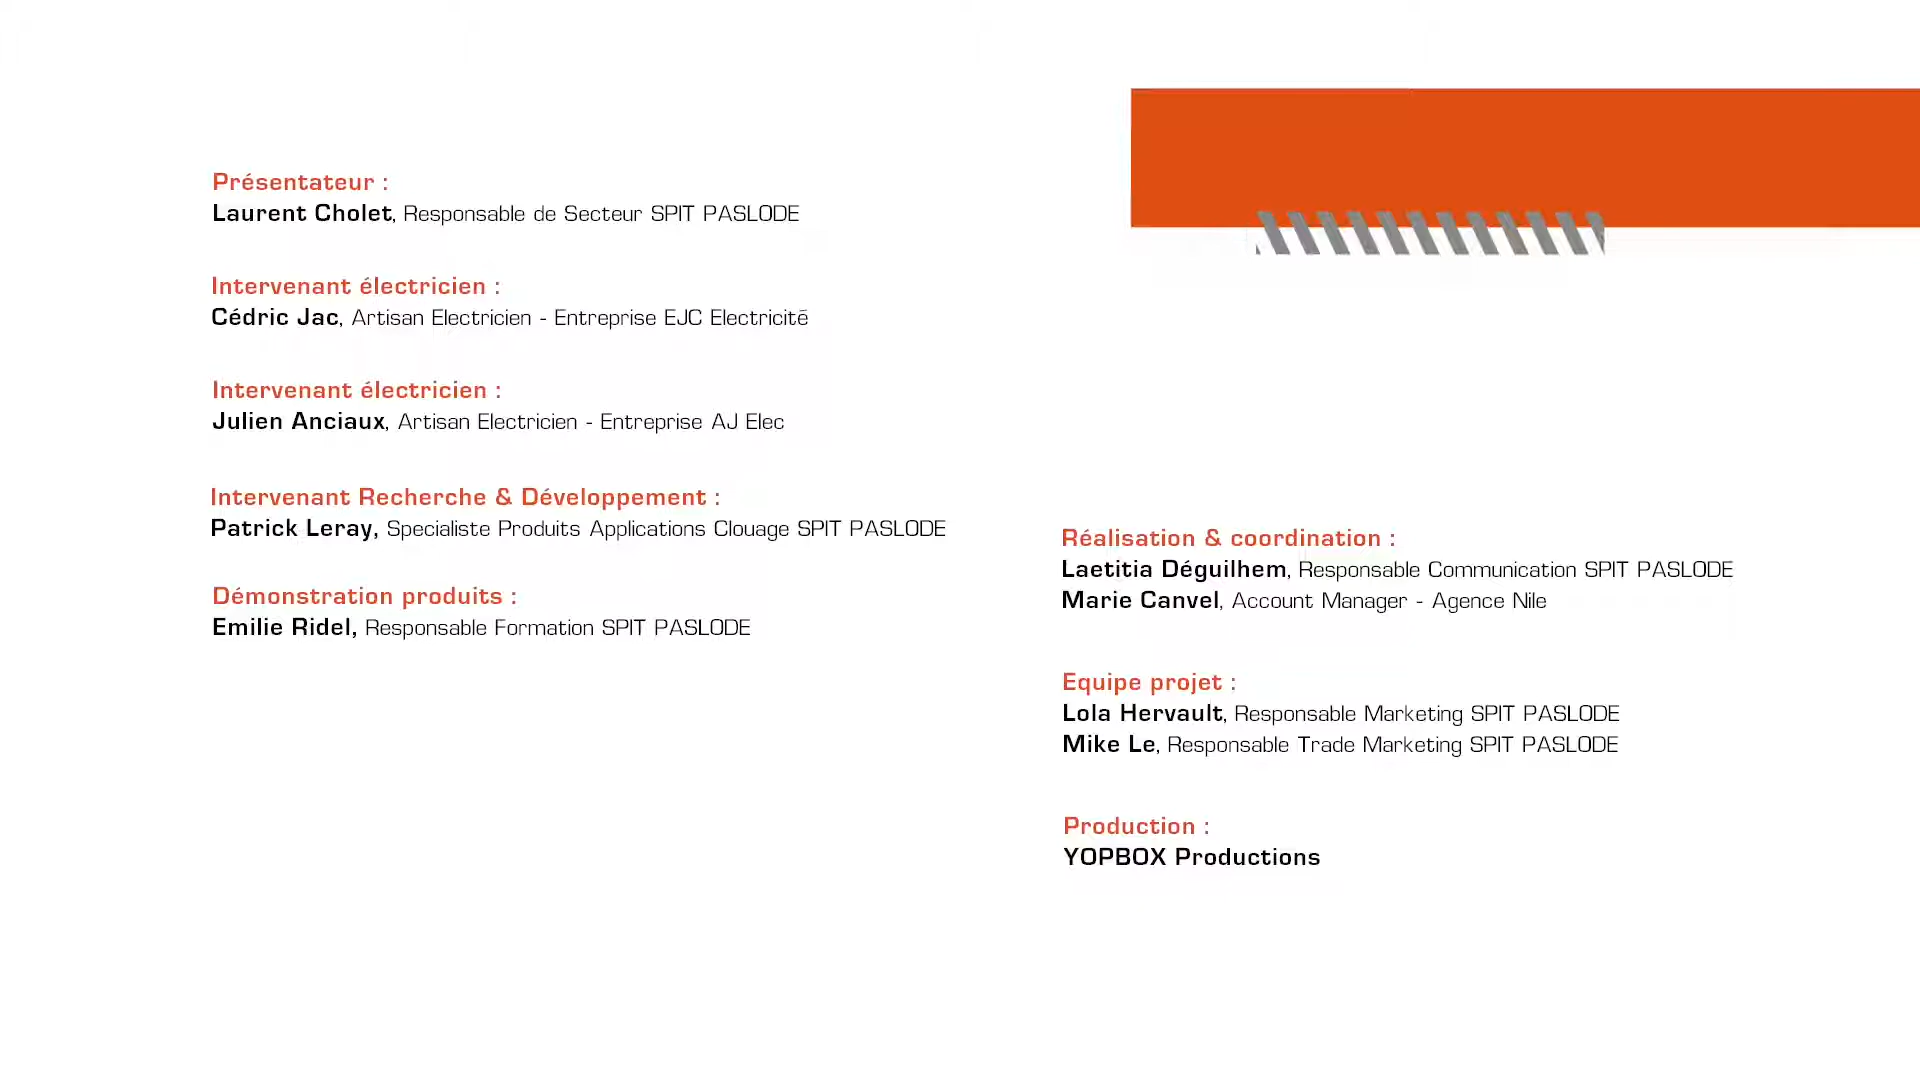 Présentateur :
Laurent Cholet, Responsable de Secteur SPIT PASLODE
Intervenant électricien :
Cédric Jac, Artisan Electricien - Entreprise EJC Electricité
Intervenant électricien :
Julien Anciaux, Artisan Electricien - Entreprise AJ Elec
Intervenant Recherche & Développement :
Patrick Leray, Specialiste Produits Applications Clouage SPIT PASLODE
Démonstration produits :
Emilie Ridel, Responsable Formation SPIT PASLODE
Réalisation & coordination :
Laetitia Déguilhem, Responsable Communication SPIT PASLODE
Marie Canvel, Account Manager - Agence Nile
Equipe projet :
Lola Hervault, Responsable Marketing SPIT PASLODE
Mike Le, Responsable Trade Marketing SPIT PASLODE
Production :
YOPBOX Productions